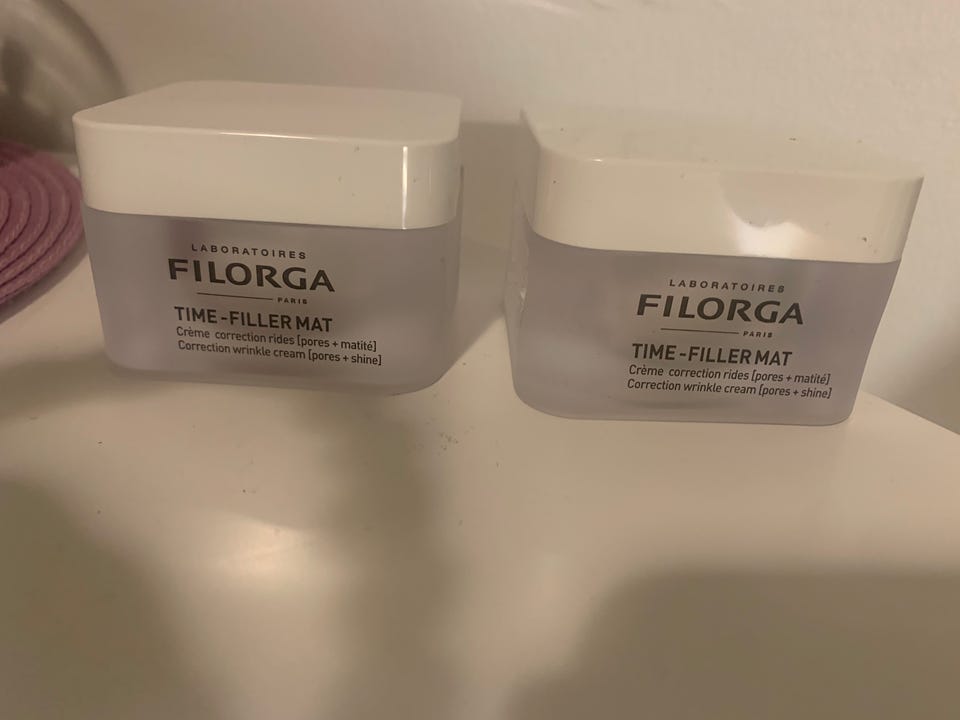 LABORATOIRES
FILORGA
PARIS
TIME-FILLER MAT
Crème correction rides [pores + matité]
Correction wrinkle cream [pores + shine]
LABORATOIRES
FILORGA
PARIS
TIME-FILLER MAT
Crème correction rides [pores + matité]
Correction wrinkle cream [pores + shine]